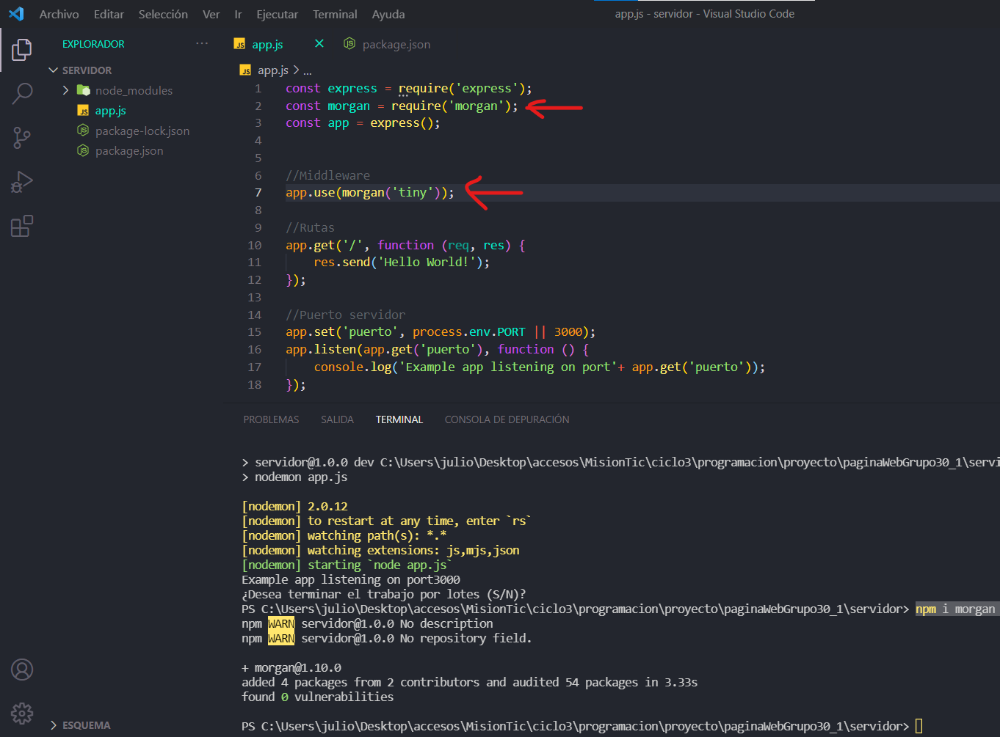 Archivo Editar Selección Ver Ir Ejecutar Terminal Ayuda app.js - servidor - Visual Studio Code
EXPLORADOR ...
SERVIDOR
node_modules
JS app.js
package-lock.json
package.json
JS app.js × package.json
JS app.js > ...
1 const express = require('express');
2 const morgan = require('morgan');
3 const app = express();
4
5
6 //Middleware
7 app.use(morgan('tiny'));
8
9 //Rutas
10 app.get('/', function (req, res) {
11     res.send('Hello World!');
12 });
13
14 //Puerto servidor
15 app.set('puerto', process.env.PORT || 3000);
16 app.listen(app.get('puerto'), function () {
17     console.log('Example app listening on port'+ app.get('puerto'));
18 });
PROBLEMAS SALIDA TERMINAL CONSOLA DE DEPURACIÓN
> servidor@1.0.0 dev C:\Users\julio\Desktop\accesos\MisionTic\ciclo3\programacion\proyecto\paginaWebGrupo30_1\servi
> nodemon app.js
[nodemon] 2.0.12
[nodemon] to restart at any time, enter `rs`
[nodemon] watching path(s): *.*
[nodemon] watching extensions: js,mjs,json
[nodemon] starting `node app.js`
Example app listening on port3000
¿Desea terminar el trabajo por lotes (S/N)?
PS C:\Users\julio\Desktop\accesos\MisionTic\ciclo3\programacion\proyecto\paginaWebGrupo30_1\servidor> npm i morgan
npm WARN servidor@1.0.0 No description
npm WARN servidor@1.0.0 No repository field.
+ morgan@1.10.0
added 4 packages from 2 contributors and audited 54 packages in 3.33s
found 0 vulnerabilities
PS C:\Users\julio\Desktop\accesos\MisionTic\ciclo3\programacion\proyecto\paginaWebGrupo30_1\servidor>
ESQUEMA